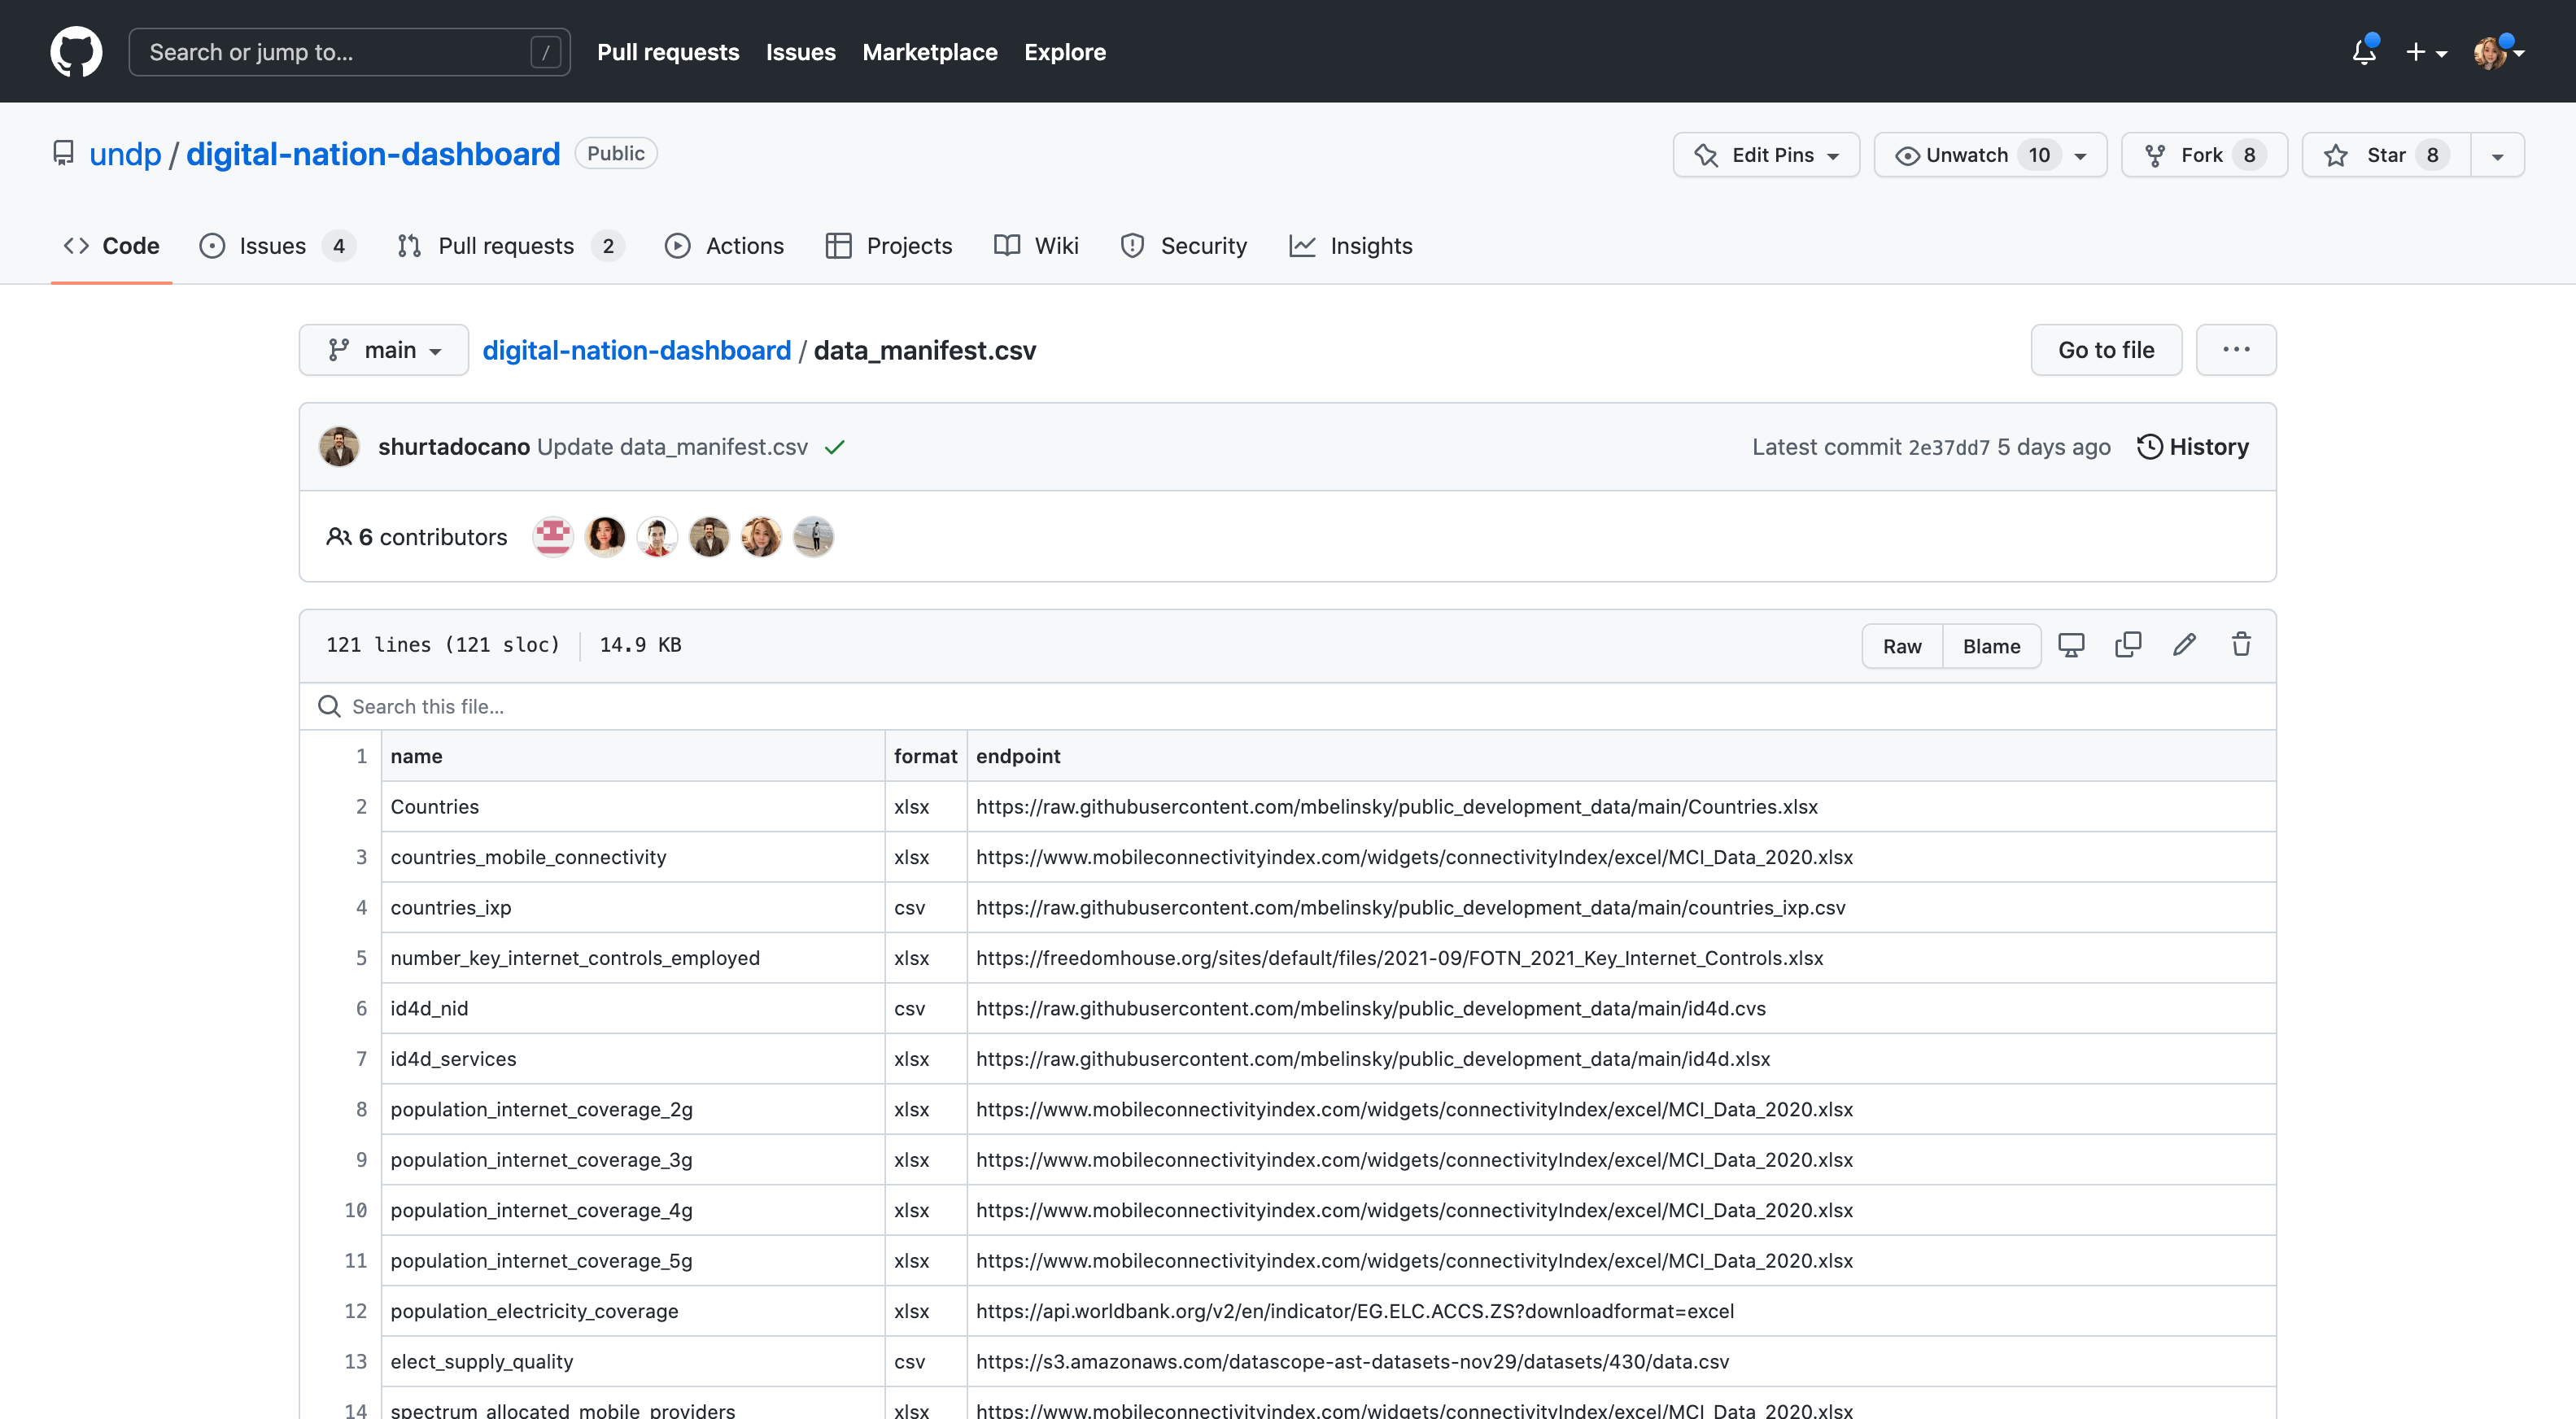 Search or jump to... / Pull requests Issues Marketplace Explore
undp / digital-nation-dashboard Public Edit Pins Unwatch 10 Fork 8 Star 8
Code Issues 4 Pull requests 2 Actions Projects Wiki Security Insights
main digital-nation-dashboard / data_manifest.csv Go to file ...
shurtadocano Update data_manifest.csv Latest commit 2e37dd7 5 days ago History
6 contributors
121 lines (121 sloc) 14.9 KB Raw Blame
Search this file...
1 name format endpoint
2 Countries xlsx https://raw.githubusercontent.com/mbelinsky/public_development_data/main/Countries.xlsx
3 countries_mobile_connectivity xlsx https://www.mobileconnectivityindex.com/widgets/connectivityIndex/excel/MCI_Data_2020.xlsx
4 countries_ixp csv https://raw.githubusercontent.com/mbelinsky/public_development_data/main/countries_ixp.csv
5 number_key_internet_controls_employed xlsx https://freedomhouse.org/sites/default/files/2021-09/FOTN_2021_Key_Internet_Controls.xlsx
6 id4d_nid csv https://raw.githubusercontent.com/mbelinsky/public_development_data/main/id4d.cvs
7 id4d_services xlsx https://raw.githubusercontent.com/mbelinsky/public_development_data/main/id4d.xlsx
8 population_internet_coverage_2g xlsx https://www.mobileconnectivityindex.com/widgets/connectivityIndex/excel/MCI_Data_2020.xlsx
9 population_internet_coverage_3g xlsx https://www.mobileconnectivityindex.com/widgets/connectivityIndex/excel/MCI_Data_2020.xlsx
10 population_internet_coverage_4g xlsx https://www.mobileconnectivityindex.com/widgets/connectivityIndex/excel/MCI_Data_2020.xlsx
11 population_internet_coverage_5g xlsx https://www.mobileconnectivityindex.com/widgets/connectivityIndex/excel/MCI_Data_2020.xlsx
12 population_electricity_coverage xlsx https://api.worldbank.org/v2/en/indicator/EG.ELC.ACCS.ZS?downloadformat=excel
13 elect_supply_quality csv https://s3.amazonaws.com/datascope-ast-datasets-nov29/datasets/430/data.csv
14 spectrum_allocated_mobile_providers xlsx https://www.mobileconnectivityindex.com/widgets/connectivityIndex/excel/MCI_Data_2020.xlsx